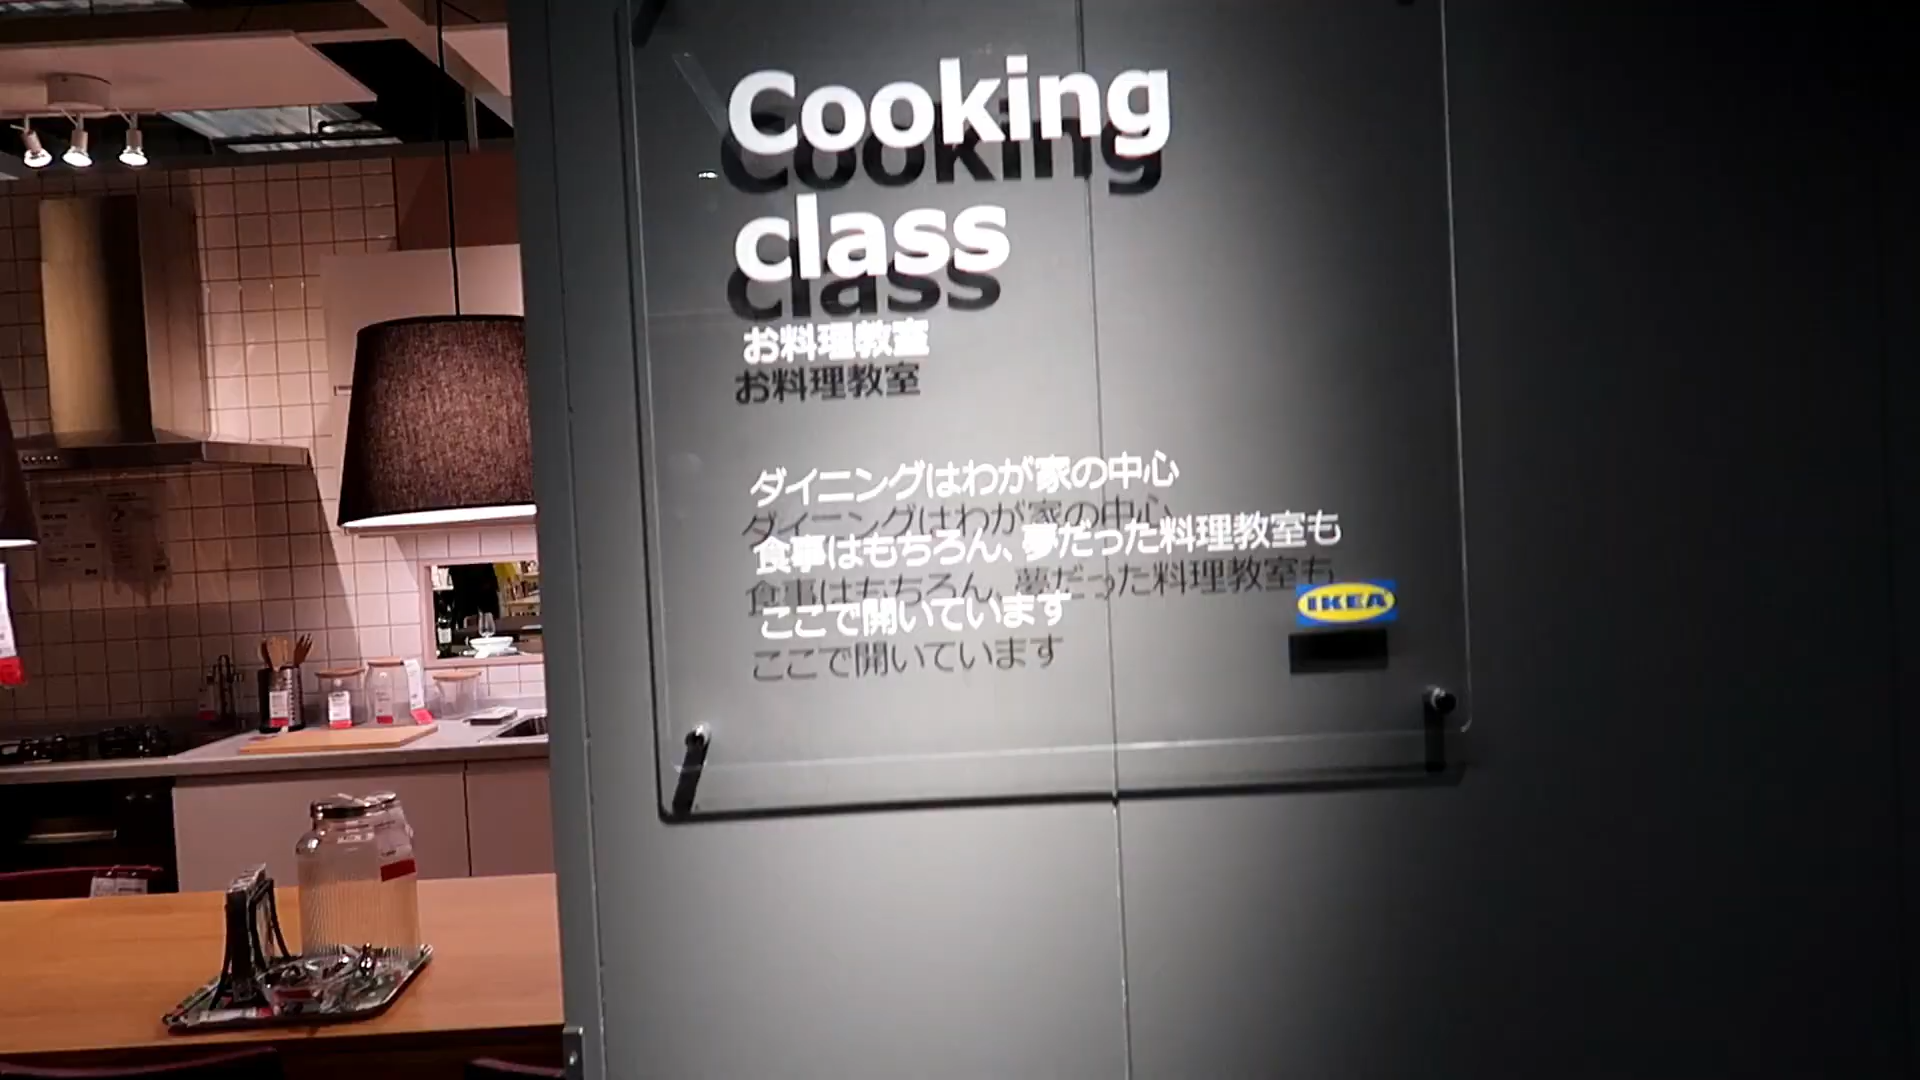 Cooking
class
お料理教室
ダイニングはわが家の中心
食事はもちろん、夢だった料理教室も
ここで開いています
IKEA